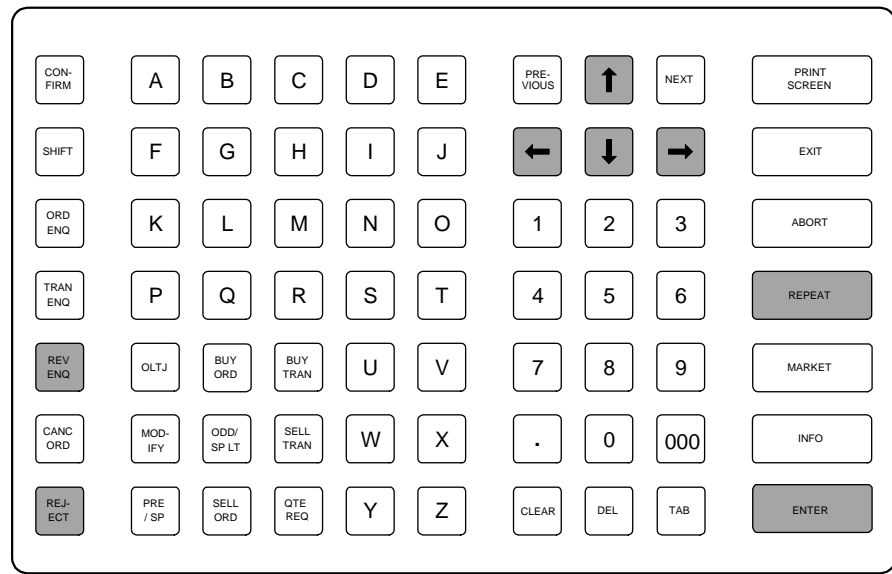 CON-
FIRM
A
B
C
D
E
PRE-
VIOUS
NEXT
PRINT
SCREEN
SHIFT
F
G
H
I
J
EXIT
ORD
ENQ
K
L
M
N
O
1
2
3
ABORT
TRAN
ENQ
P
Q
R
S
T
4
5
6
REPEAT
REV
ENQ
OLTJ
BUY
ORD
BUY
TRAN
U
V
7
8
9
MARKET
CANC
ORD
MOD-
IFY
ODD/
SP LT
SELL
TRAN
W
X
.
0
000
INFO
REJ-
ECT
PRE
/ SP
SELL
ORD
QTE
REQ
Y
Z
CLEAR
DEL
TAB
ENTER